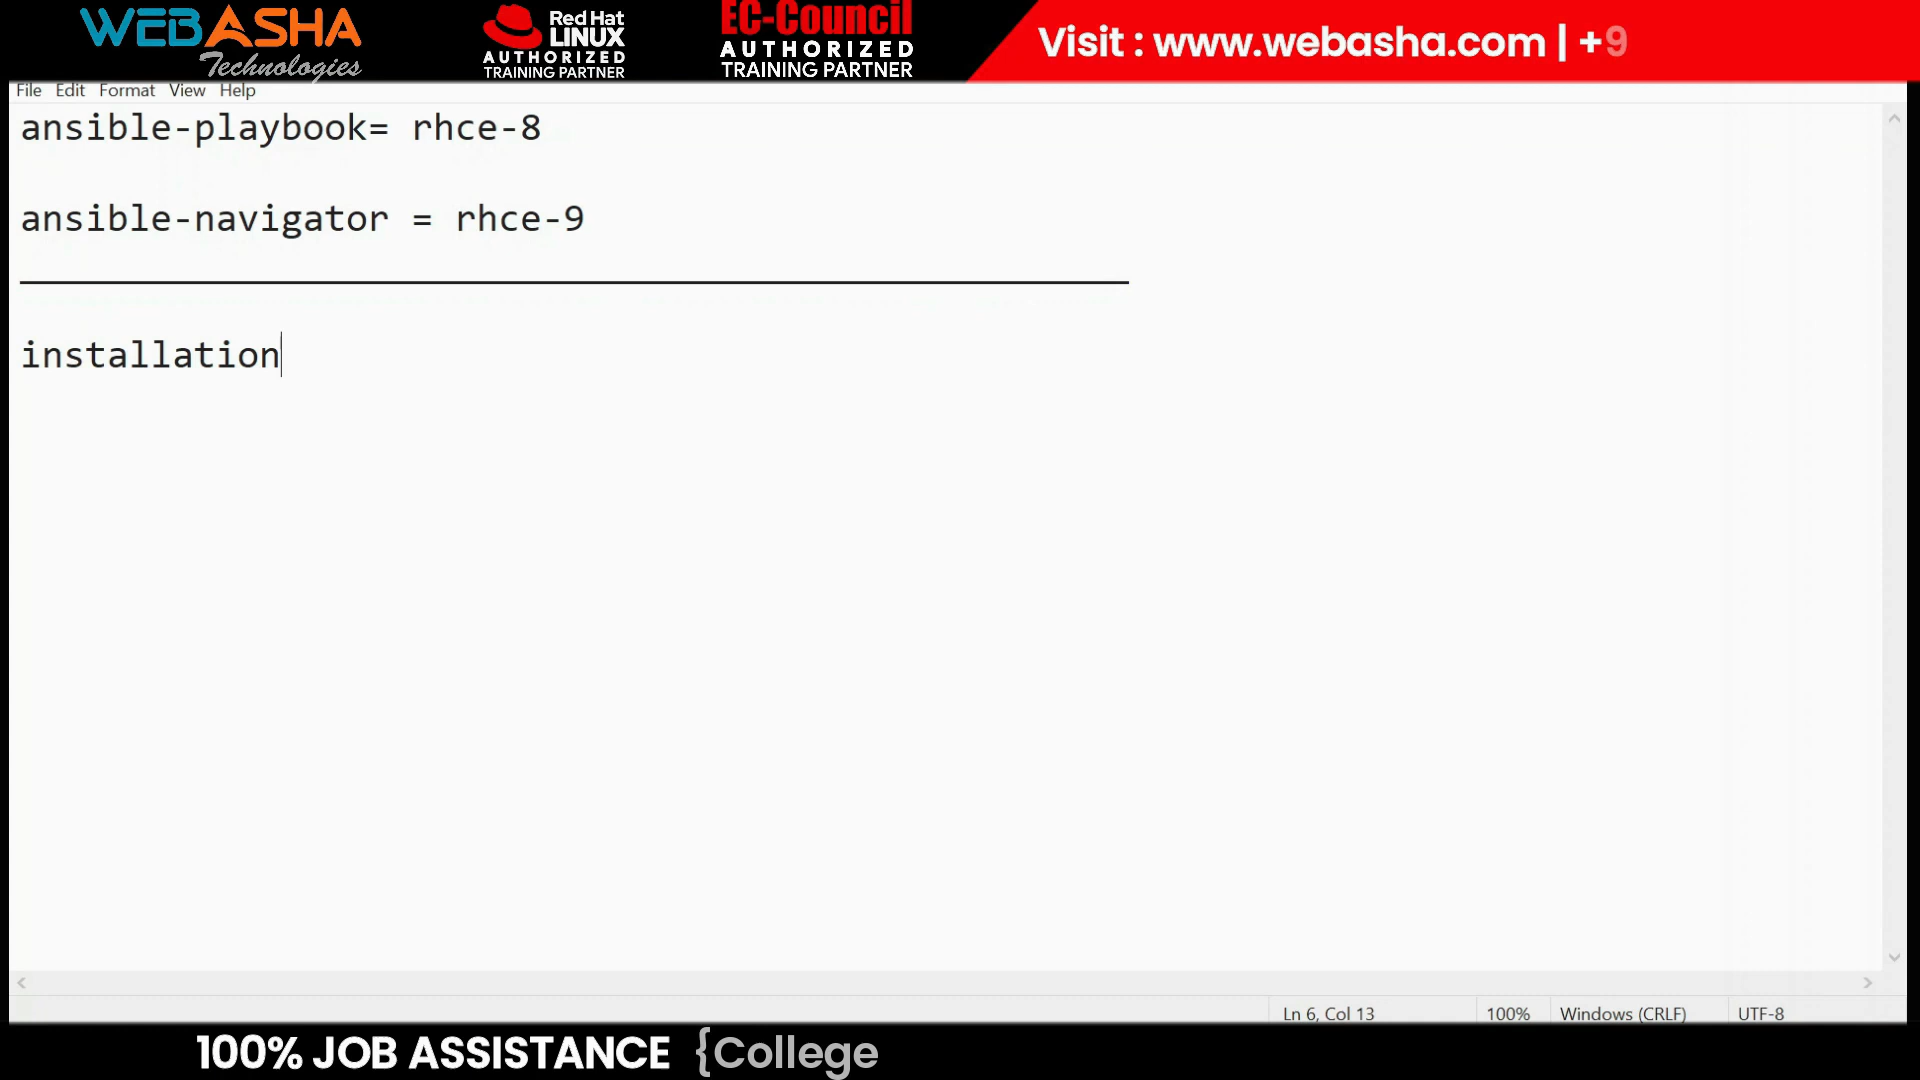 WEBASHA
Technologies
Red Hat
LINUX
AUTHORIZED
TRAINING PARTNER
EC-Council
AUTHORIZED
TRAINING PARTNER
Visit : www.webasha.com | +9
File Edit Format View Help
ansible-playbook= rhce-8
ansible-navigator = rhce-9
installation
Ln 6, Col 13 100% Windows (CRLF) UTF-8
100% JOB ASSISTANCE {College